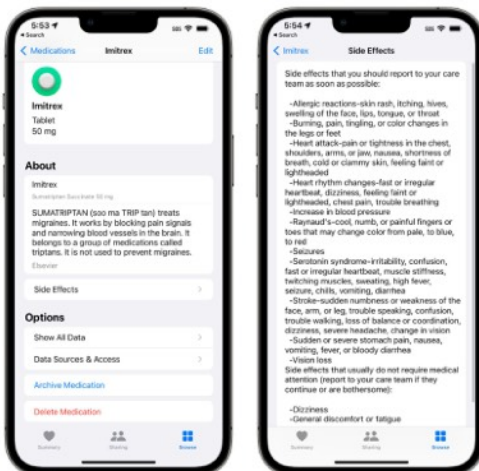 5:53
Search
SOS
Medications
Imitrex
Edit
Imitrex
Tablet
50 mg
About
Imitrex
Sumatriptan Succinate 50 mg
SUMATRIPTAN (soo ma TRIP tan) treats
migraines. It works by blocking pain signals
and narrowing blood vessels in the brain. It
belongs to a group of medications called
triptans. It is not used to prevent migraines.
Elsevier
Side Effects
Options
Show All Data
Data Sources & Access
Archive Medication
Delete Medication
Summary
Sharing
Browse
5:54
Search
SOS
Imitrex
Side Effects
Side effects that you should report to your care
team as soon as possible:
-Allergic reactions-skin rash, itching, hives,
swelling of the face, lips, tongue, or throat
-Burning, pain, tingling, or color changes in
the legs or feet
-Heart attack-pain or tightness in the chest,
shoulders, arms, or jaw, nausea, shortness of
breath, cold or clammy skin, feeling faint or
lightheaded
-Heart rhythm changes-fast or irregular
heartbeat, dizziness, feeling faint or
lightheaded, chest pain, trouble breathing
-Increase in blood pressure
-Raynaud's-cool, numb, or painful fingers or
toes that may change color from pale, to blue,
to red
-Seizures
-Serotonin syndrome-irritability, confusion,
fast or irregular heartbeat, muscle stiffness,
twitching muscles, sweating, high fever,
seizure, chills, vomiting, diarrhea
-Stroke-sudden numbness or weakness of the
face, arm, or leg, trouble speaking, confusion,
trouble walking, loss of balance or coordination,
dizziness, severe headache, change in vision
-Sudden or severe stomach pain, nausea,
vomiting, fever, or bloody diarrhea
-Vision loss
Side effects that usually do not require medical
attention (report to your care team if they
continue or are bothersome):
-Dizziness
-General discomfort or fatigue
Summary
Sharing
Browse